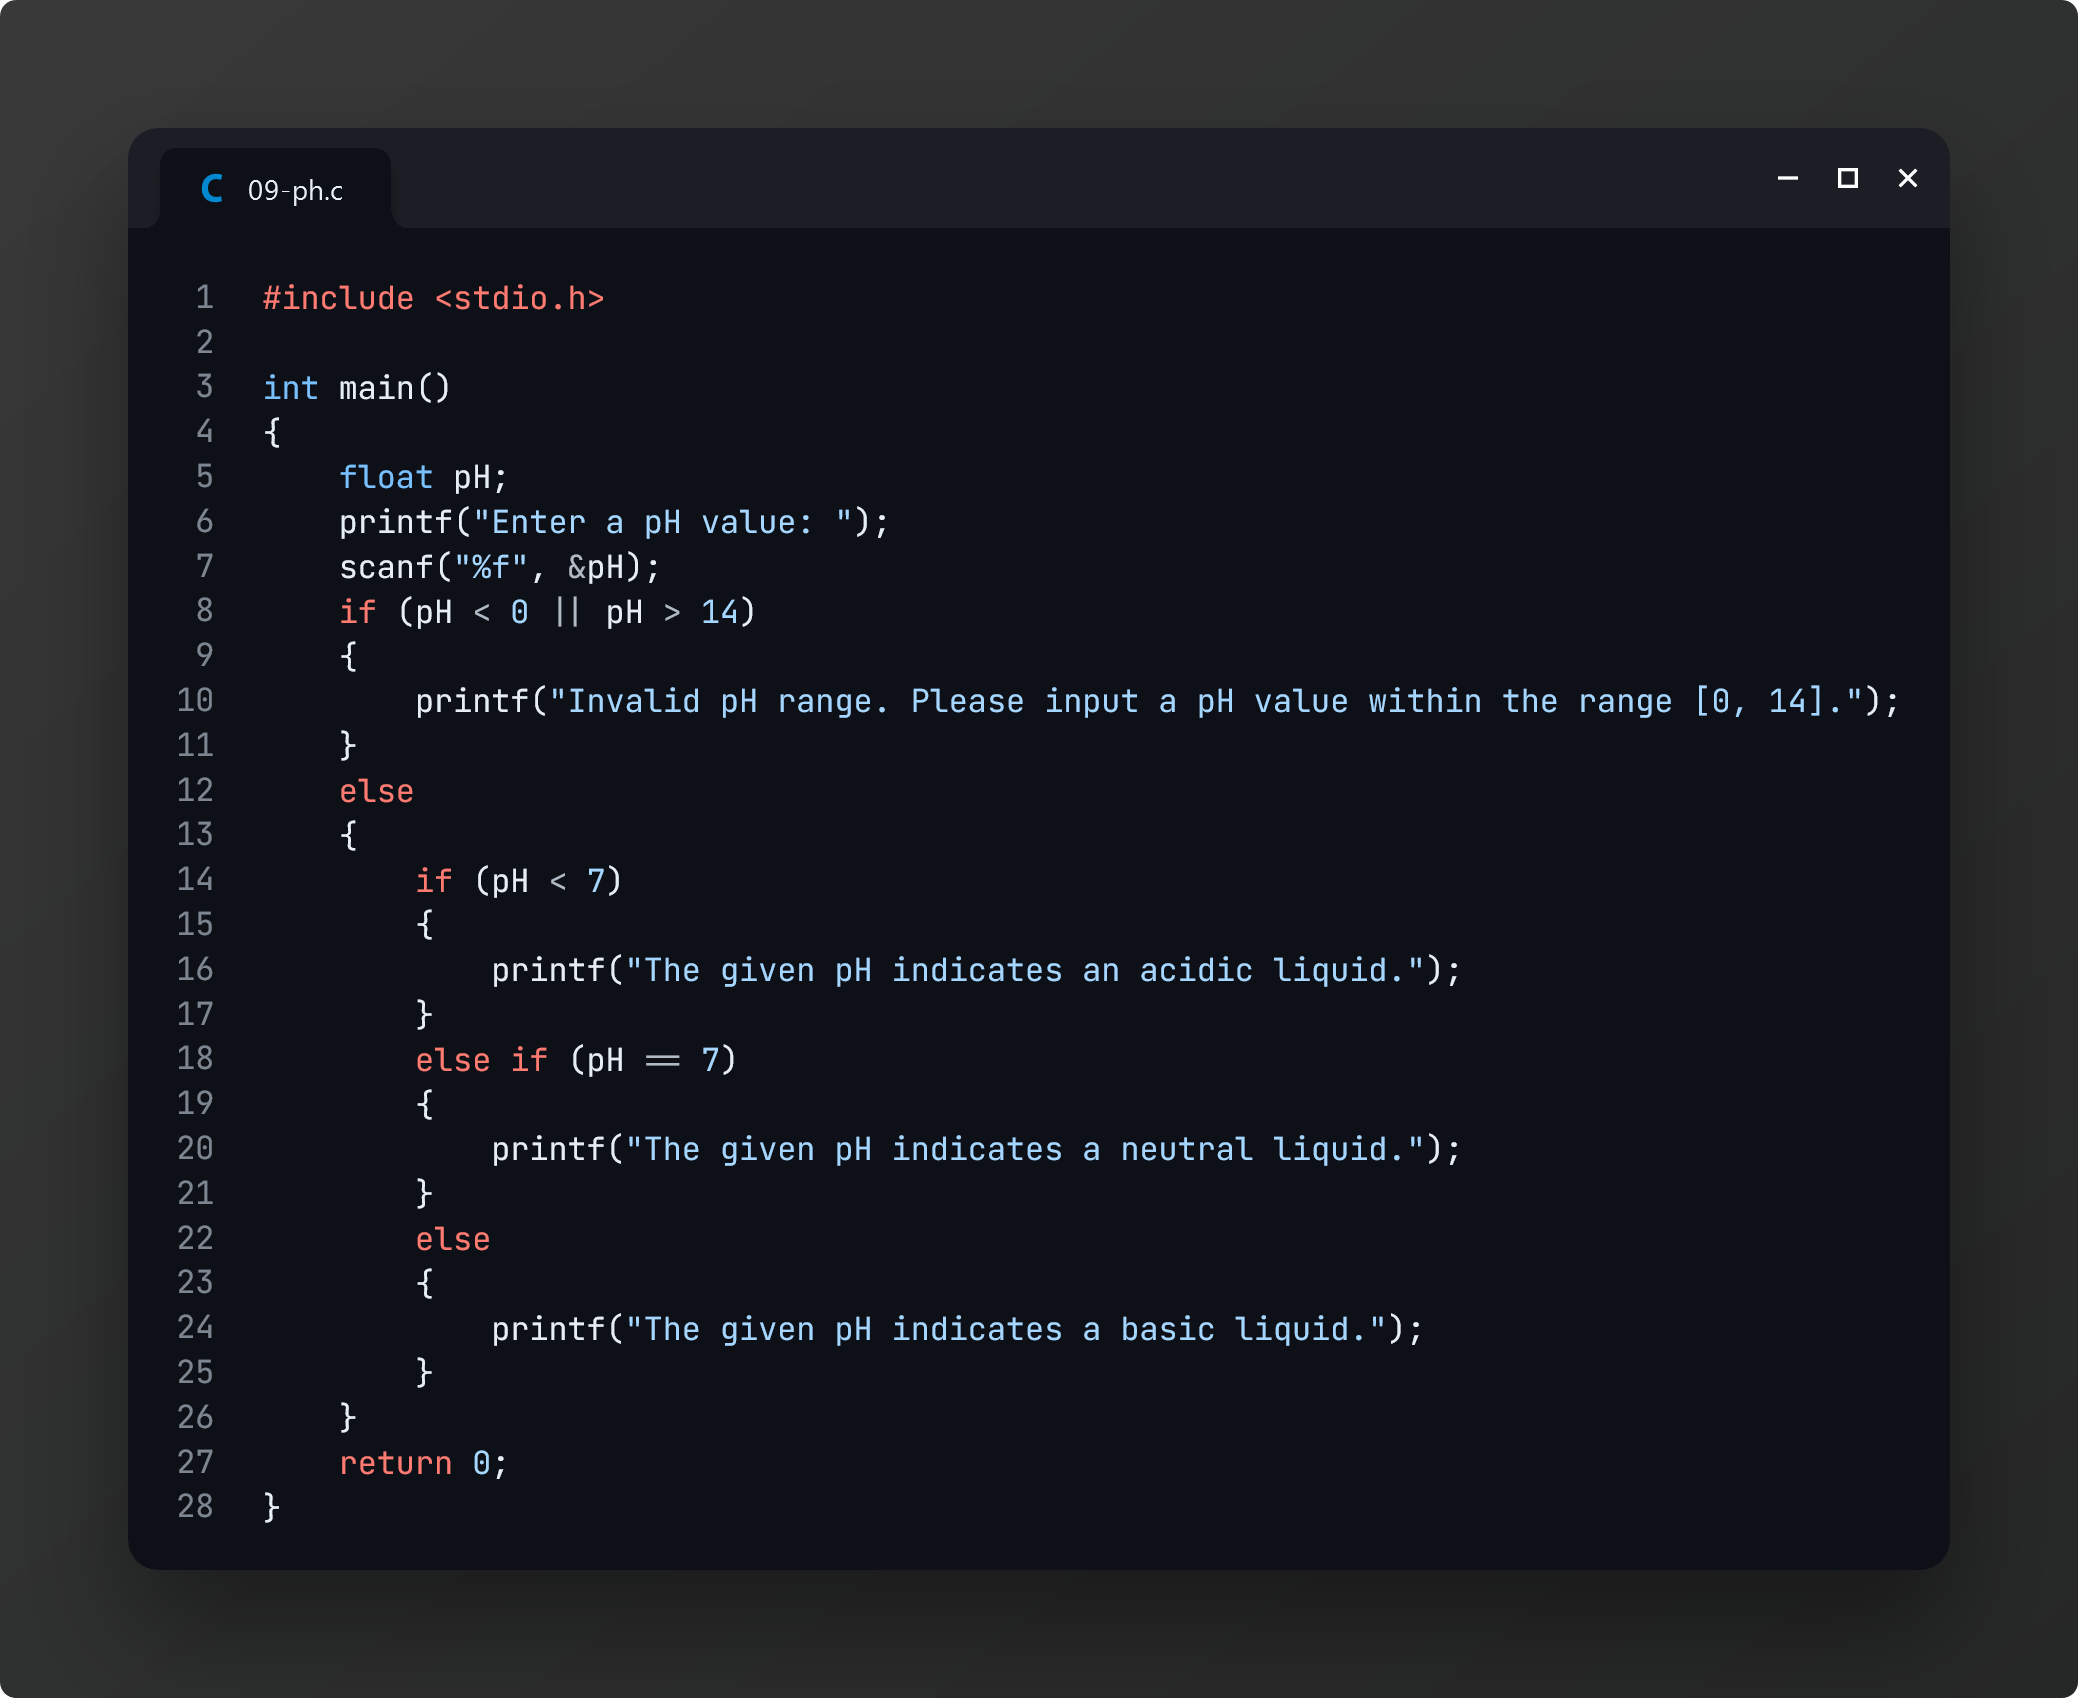 C 09-ph.c
1 #include <stdio.h>
2
3 int main()
4 {
5     float pH;
6     printf("Enter a pH value: ");
7     scanf("%f", &pH);
8     if (pH < 0 || pH > 14)
9     {
10         printf("Invalid pH range. Please input a pH value within the range [0, 14].");
11     }
12     else
13     {
14         if (pH < 7)
15         {
16             printf("The given pH indicates an acidic liquid.");
17         }
18         else if (pH == 7)
19         {
20             printf("The given pH indicates a neutral liquid.");
21         }
22         else
23         {
24             printf("The given pH indicates a basic liquid.");
25         }
26     }
27     return 0;
28 }